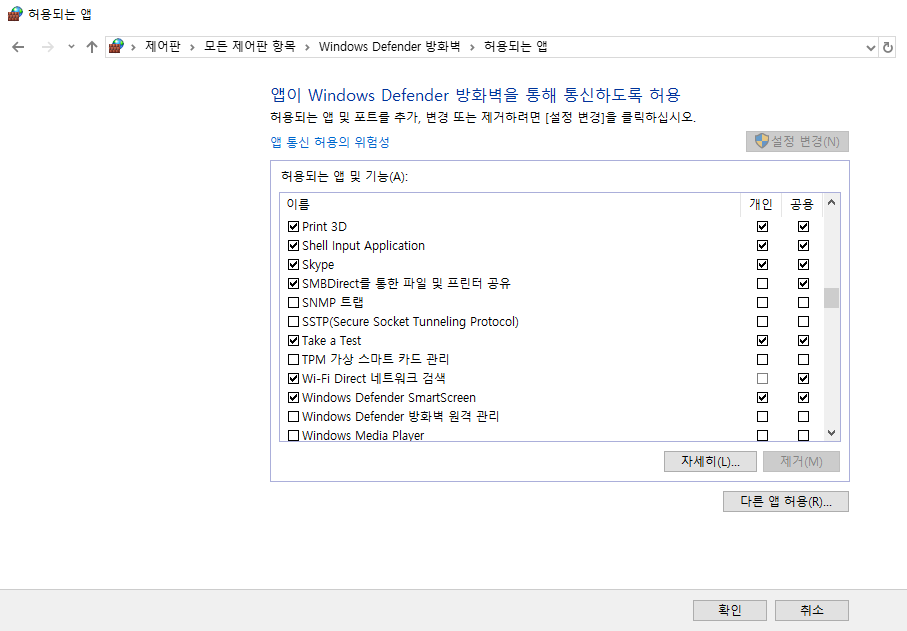 허용되는 앱
제어판 › 모든 제어판 항목 › Windows Defender 방화벽 › 허용되는 앱
앱이 Windows Defender 방화벽을 통해 통신하도록 허용
허용되는 앱 및 포트를 추가, 변경 또는 제거하려면 [설정 변경]을 클릭하십시오.
앱 통신 허용의 위험성
설정 변경(N)
허용되는 앱 및 기능(A):
이름 개인 공용
Print 3D
Shell Input Application
Skype
SMBDirect를 통한 파일 및 프린터 공유
SNMP 트랩
SSTP(Secure Socket Tunneling Protocol)
Take a Test
TPM 가상 스마트 카드 관리
Wi-Fi Direct 네트워크 검색
Windows Defender SmartScreen
Windows Defender 방화벽 원격 관리
Windows Media Player
자세히(L)... 제거(M)
다른 앱 허용(R)...
확인 취소